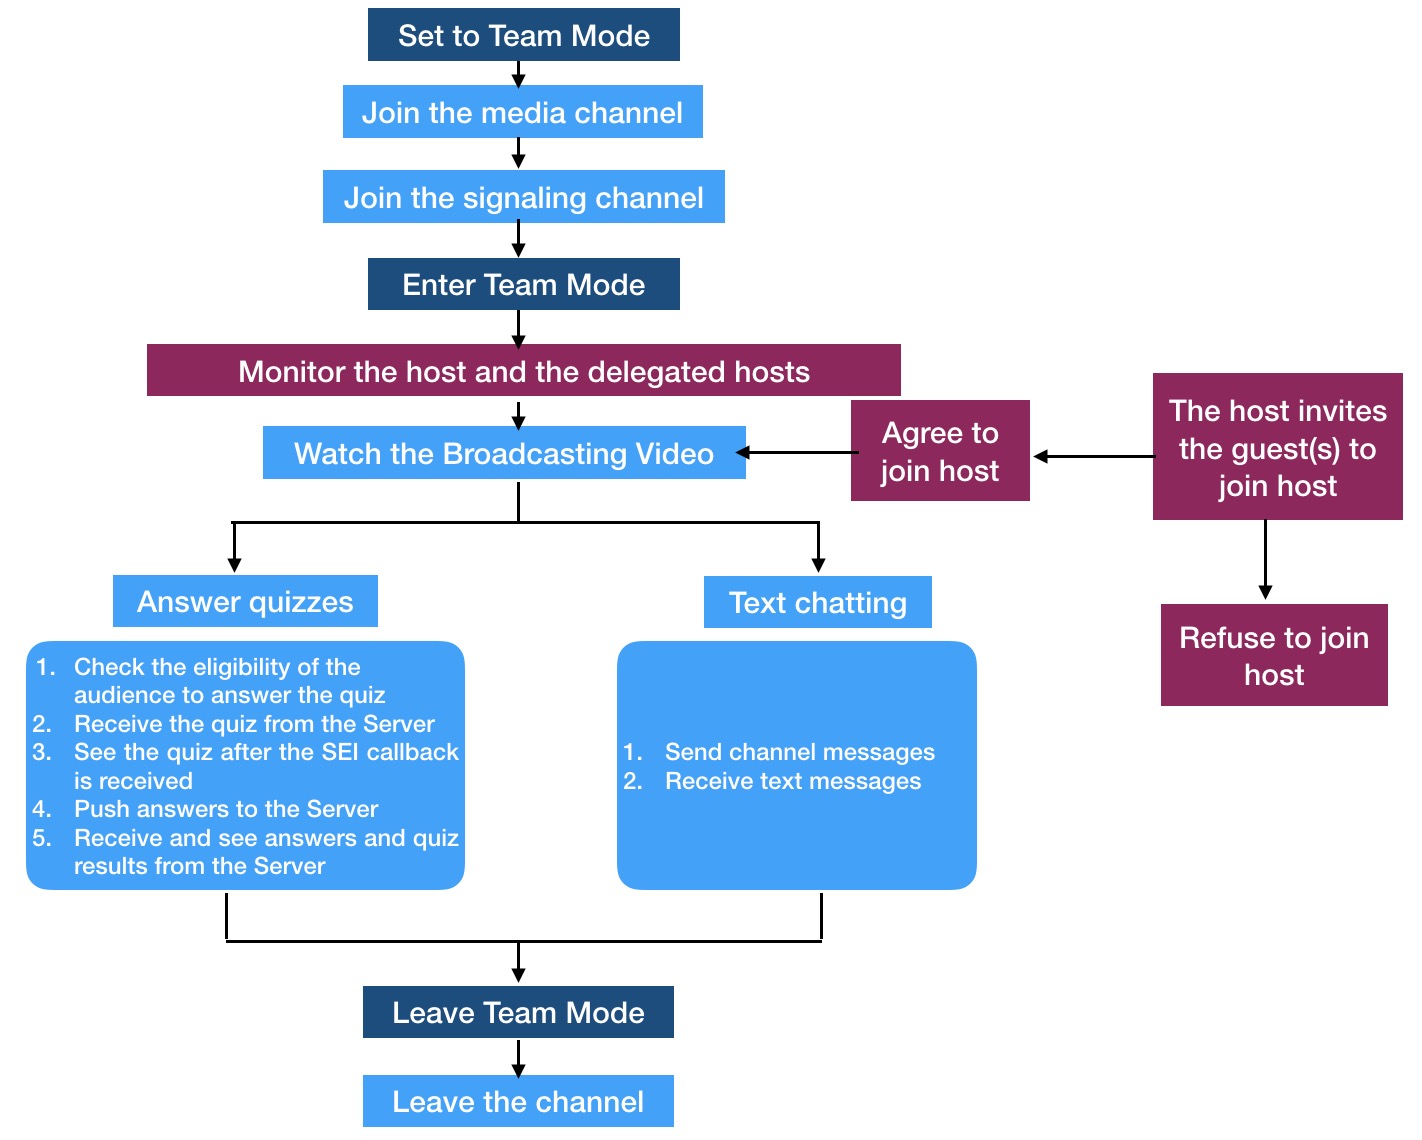 Set to Team Mode
Join the media channel
Join the signaling channel
Enter Team Mode
Monitor the host and the delegated hosts
Watch the Broadcasting Video
Agree to
join host
The host invites
the guest(s) to
join host
Refuse to join
host
Answer quizzes
1. Check the eligibility of the
audience to answer the quiz
2. Receive the quiz from the Server
3. See the quiz after the SEI callback
is received
4. Push answers to the Server
5. Receive and see answers and quiz
results from the Server
Text chatting
1. Send channel messages
2. Receive text messages
Leave Team Mode
Leave the channel